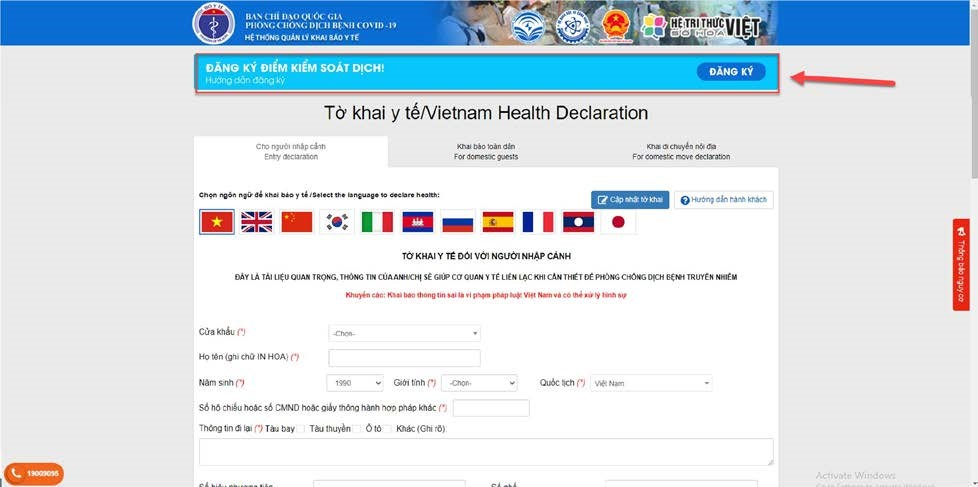 BỘ Y TẾ
BAN CHỈ ĐẠO QUỐC GIA
PHÒNG CHỐNG DỊCH BỆNH COVID -19
HỆ THỐNG QUẢN LÝ KHAI BÁO Y TẾ
HỆ TRI THỨC
SỐ HÓA
VIỆT
ĐĂNG KÝ ĐIỂM KIỂM SOÁT DỊCH!
Hướng dẫn đăng ký
ĐĂNG KÝ
Tờ khai y tế/Vietnam Health Declaration
Cho người nhập cảnh
Entry declaration
Khai báo toàn dân
For domestic guests
Khai di chuyển nội địa
For domestic move declaration
Chọn ngôn ngữ để khai báo y tế /Select the language to declare health:
Cập nhật tờ khai
Hướng dẫn hành khách
TỜ KHAI Y TẾ ĐỐI VỚI NGƯỜI NHẬP CẢNH
ĐÂY LÀ TÀI LIỆU QUAN TRỌNG, THÔNG TIN CỦA ANH/CHỊ SẼ GIÚP CƠ QUAN Y TẾ LIÊN LẠC KHI CẦN THIẾT ĐỂ PHÒNG CHỐNG DỊCH BỆNH TRUYỀN NHIỄM
Khuyến cáo: Khai báo thông tin sai là vi phạm pháp luật Việt Nam và có thể xử lý hình sự
Thông báo nguy cơ
Cửa khẩu (*) -Chọn-
Họ tên (ghi chữ IN HOA) (*)
Năm sinh (*) 1990 Giới tính (*) -Chọn- Quốc tịch (*) Việt Nam
Số hộ chiếu hoặc số CMND hoặc giấy thông hành hợp pháp khác (*)
Thông tin đi lại (*) Tàu bay Tàu thuyền Ô tô Khác (Ghi rõ)
19009095
Số hiệu phương tiện Số ghế
Activate Windows